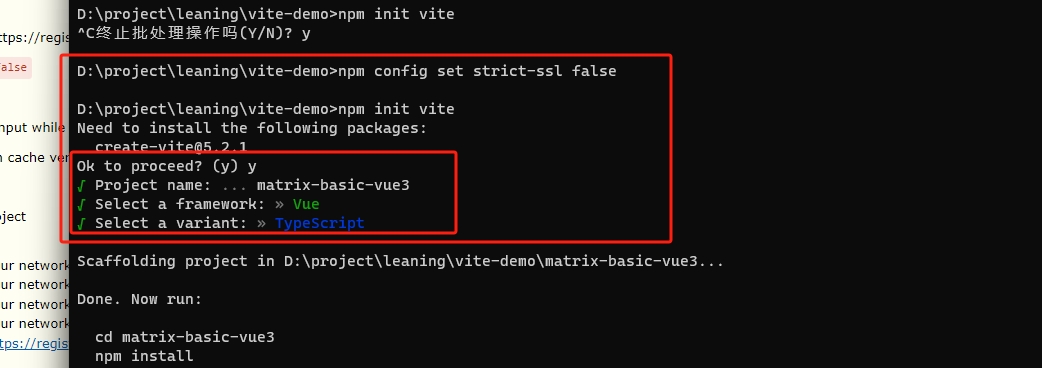 D:\project\leaning\vite-demo>npm init vite
^C终止批处理操作吗(Y/N)? y
ttps://regis
alse
D:\project\leaning\vite-demo>npm config set strict-ssl false
D:\project\leaning\vite-demo>npm init vite
nput while
Need to install the following packages:
create-vite@5.2.1
n cache ver
Ok to proceed? (y) y
√ Project name: ... matrix-basic-vue3
√ Select a framework: » Vue
oject
√ Select a variant: » TypeScript
ur network
Scaffolding project in D:\project\leaning\vite-demo\matrix-basic-vue3...
ur network
ur network
Done. Now run:
ur network
cd matrix-basic-vue3
tps://regis
npm install